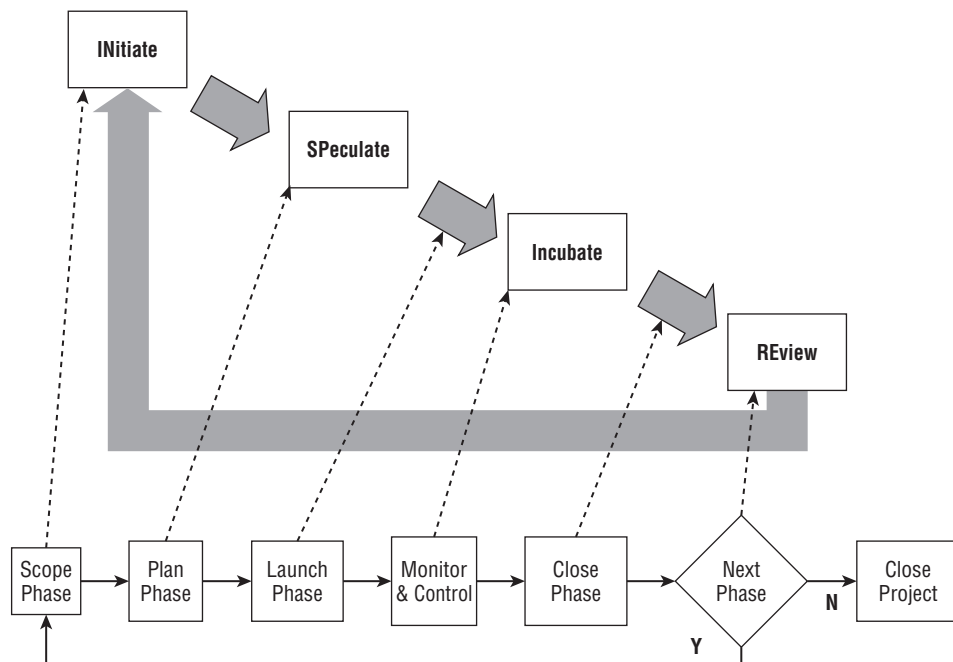 INitiate
SPeculate
Incubate
REview
Scope
Phase
Plan
Phase
Launch
Phase
Monitor
& Control
Close
Phase
Next
Phase
N
Close
Project
Y